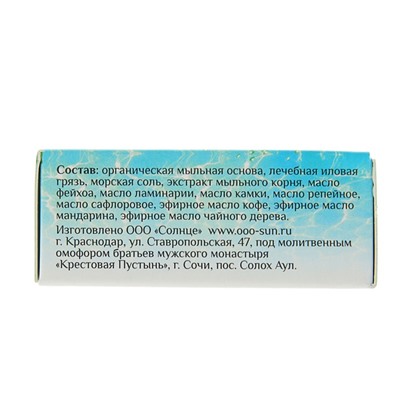 Состав: органическая мыльная основа, лечебная иловая
грязь, морская соль, экстракт мыльного корня, масло
фейхоа, масло ламинарии, масло камки, масло репейное,
масло сафлоровое, эфирное масло кофе, эфирное масло
мандарина, эфирное масло чайного дерева.
Изготовлено ООО «Солнце» www.ooo-sun.ru
г. Краснодар, ул. Ставропольская, 47, под молитвенным
омофором братьев мужского монастыря
«Крестовая Пустынь», г. Сочи, пос. Солох Аул.